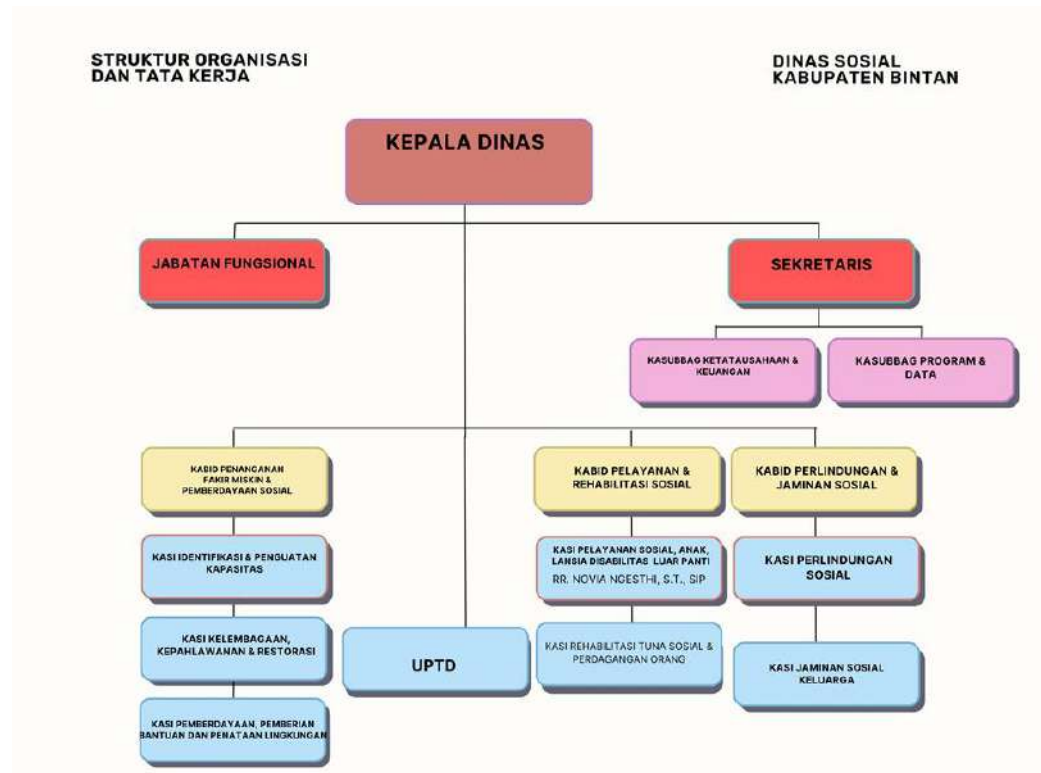 STRUKTUR ORGANISASI
DAN TATA KERJA
DINAS SOSIAL
KABUPATEN BINTAN
KEPALA DINAS
JABATAN FUNGSIONAL
SEKRETARIS
KASUBBAG KETATAUSAHAAN &
KEUANGAN
KASUBBAG PROGRAM &
DATA
KABID PENANGANAN
FAKIR MISKIN &
PEMBERDAYAAN SOSIAL
KABID PELAYANAN &
REHABILITASI SOSIAL
KABID PERLINDUNGAN &
JAMINAN SOSIAL
KASI IDENTIFIKASI & PENGUATAN
KAPASITAS
KASI PELAYANAN SOSIAL, ANAK,
LANSIA DISABILITAS LUAR PANTI
RR. NOVIA NGESTHI, S.T., SIP
KASI PERLINDUNGAN
SOSIAL
KASI KELEMBAGAAN,
KEPAHLAWANAN & RESTORASI
UPTD
KASI REHABILITASI TUNA SOSIAL &
PERDAGANGAN ORANG
KASI JAMINAN SOSIAL
KELUARGA
KASI PEMBERDAYAAN, PEMBERIAN
BANTUAN DAN PENATAAN LINGKUNGAN